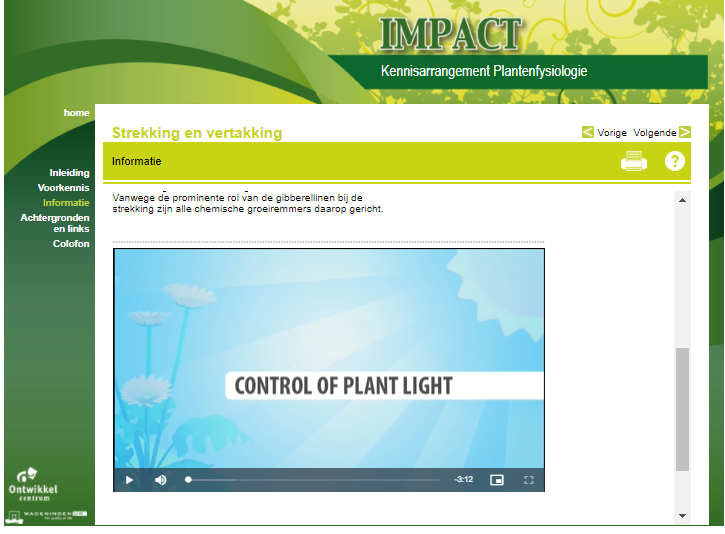 IMPACT
Kennisarrangement Plantenfysiologie
home
Strekking en vertakking
< Vorige Volgende >
Informatie
?
Inleiding
Voorkennis
Informatie
Achtergronden
en links
Colofon
Vanwege de prominente rol van de gibberellinen bij de
strekking zijn alle chemische groeiremmers daarop gericht.
CONTROL OF PLANT LIGHT
-3:12
Ontwikkel
centrum
WAGENINGEN UR